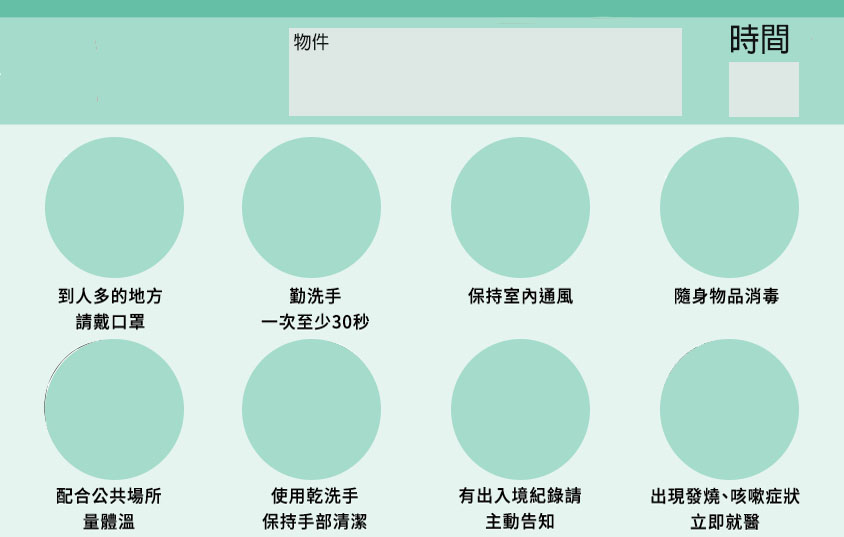 物件
時間
到人多的地方
請戴口罩
勤洗手
一次至少30秒
保持室內通風
隨身物品消毒
配合公共場所
量體溫
使用乾洗手
保持手部清潔
有出入境紀錄請
主動告知
出現發燒、咳嗽症狀
立即就醫